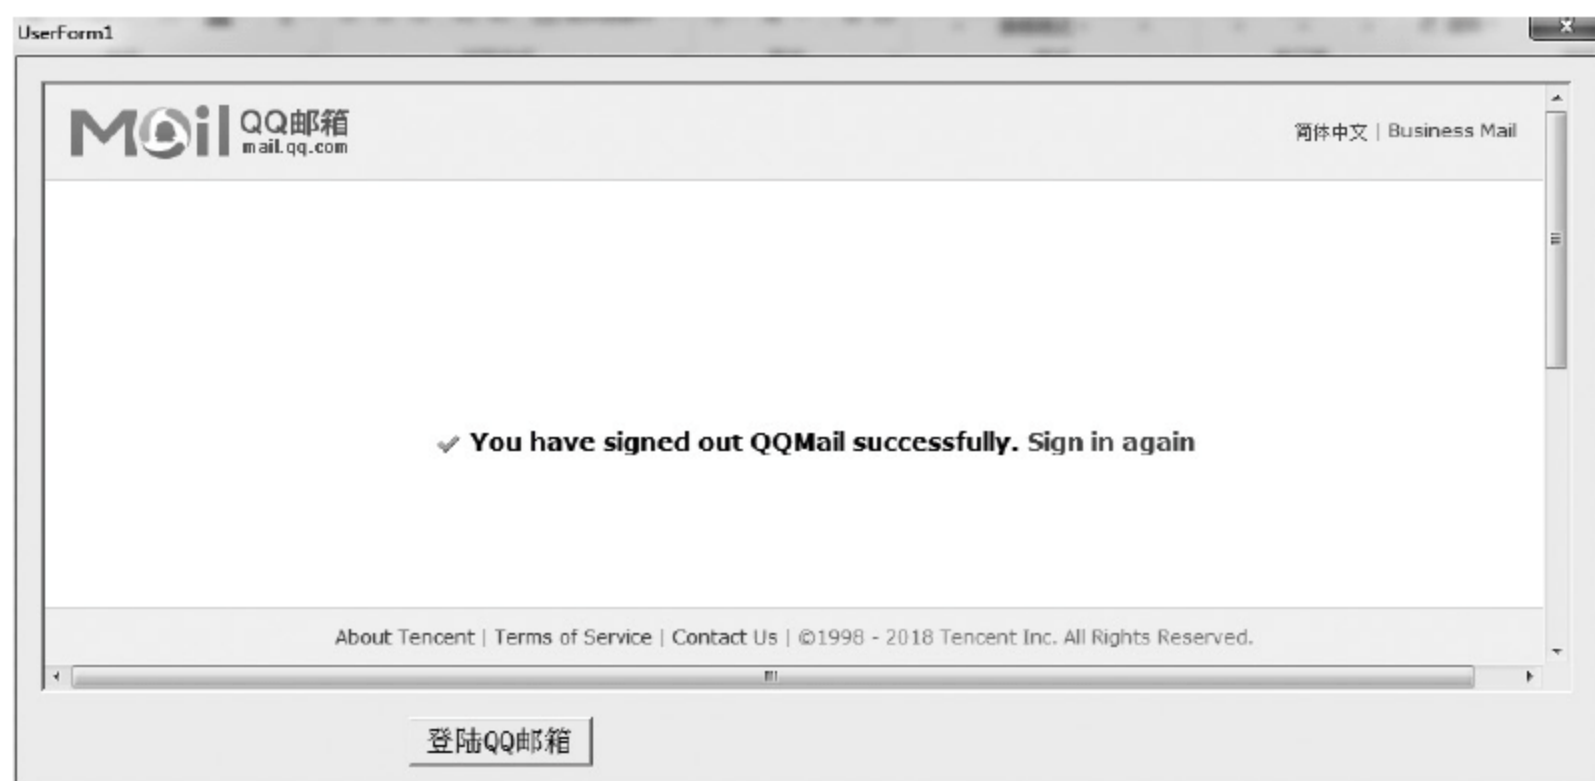 UserForm1
Mail QQ邮箱
mail.qq.com
简体中文 | Business Mail
You have signed out QQMail successfully. Sign in again
About Tencent | Terms of Service | Contact Us | ©1998 - 2018 Tencent Inc. All Rights Reserved.
登陆QQ邮箱